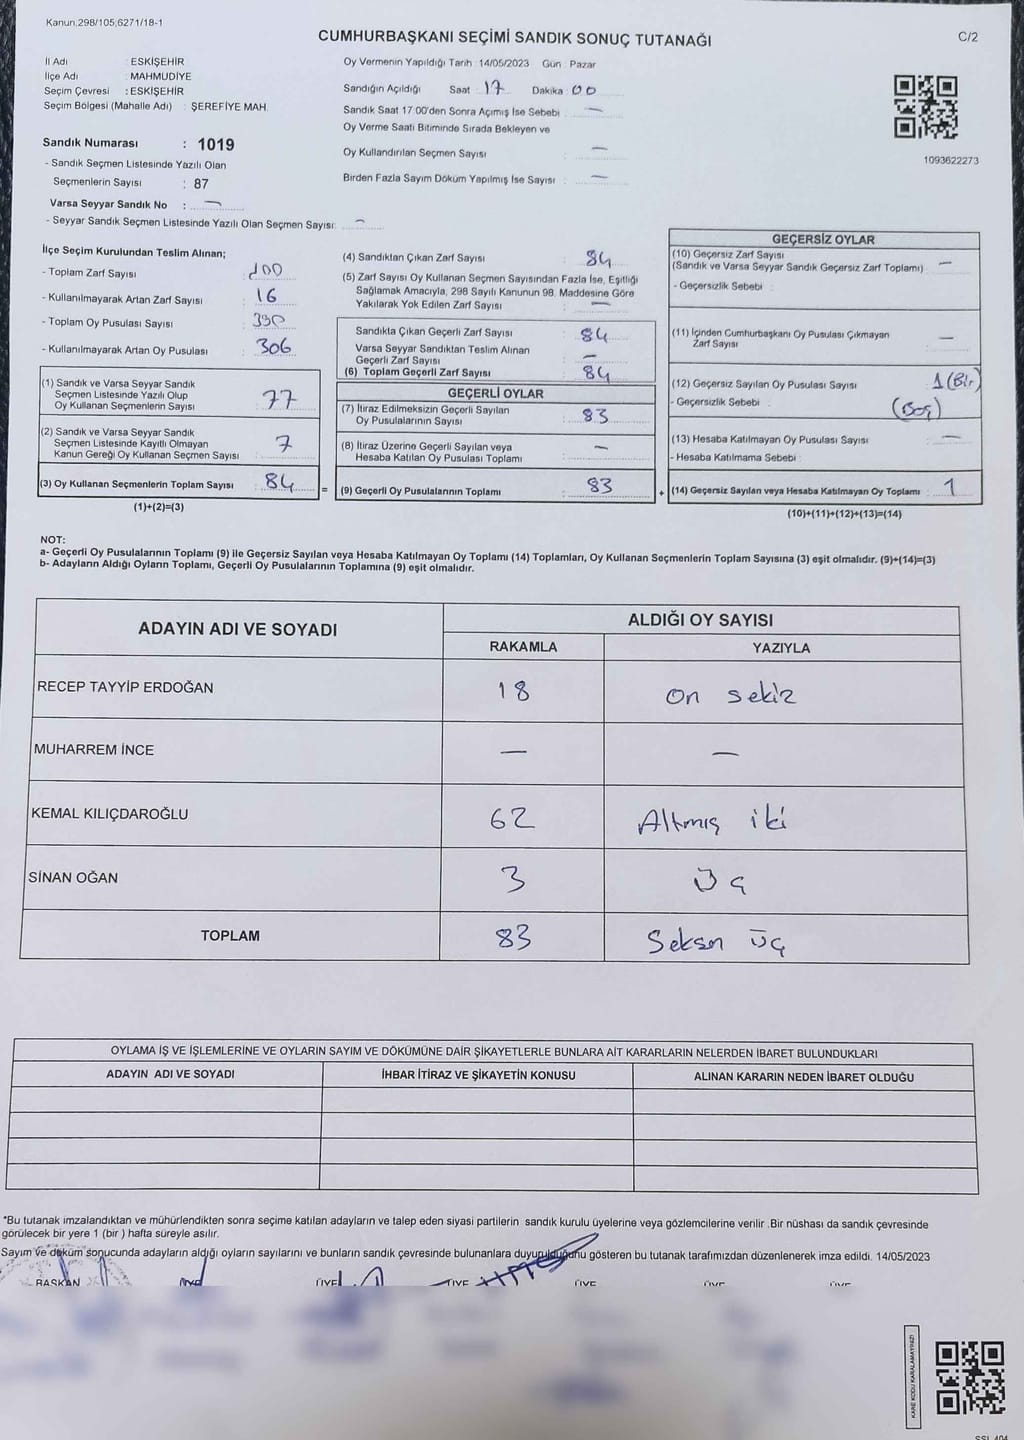 Kanun.298/105;6271/18-1
CUMHURBAŞKANI SEÇİMİ SANDIK SONUÇ TUTANAĞI
C/2
İl Adı : ESKİŞEHİR
İlçe Adı : MAHMUDİYE
Seçim Çevresi : ESKİŞEHİR
Seçim Bölgesi (Mahalle Adı) : ŞEREFİYE MAH.
Sandık Numarası : 1019
- Sandık Seçmen Listesinde Yazılı Olan
Seçmenlerin Sayısı : 87
Varsa Seyyar Sandık No : —
- Seyyar Sandık Seçmen Listesinde Yazılı Olan Seçmen Sayısı: —
Oy Vermenin Yapıldığı Tarih : 14/05/2023 Gün : Pazar
Sandığın Açıldığı Saat : 17 Dakika : 00
Sandık Saat 17.00'den Sonra Açımış İse Sebebi : —
Oy Verme Saati Bitiminde Sırada Bekleyen ve
Oy Kullandırılan Seçmen Sayısı : —
Birden Fazla Sayım Döküm Yapılmış İse Sayısı : —
1093622273
İlçe Seçim Kurulundan Teslim Alınan;
- Toplam Zarf Sayısı : 100
- Kullanılmayarak Artan Zarf Sayısı : 16
- Toplam Oy Pusulası Sayısı : 390
- Kullanılmayarak Artan Oy Pusulası : 306
(1) Sandık ve Varsa Seyyar Sandık
Seçmen Listesinde Yazılı Olup
Oy Kullanan Seçmenlerin Sayısı : 77
(2) Sandık ve Varsa Seyyar Sandık
Seçmen Listesinde Kayıtlı Olmayan
Kanun Gereği Oy Kullanan Seçmen Sayısı : 7
(3) Oy Kullanan Seçmenlerin Toplam Sayısı : 84 =
(1)+(2)=(3)
(4) Sandıktan Çıkan Zarf Sayısı : 84
(5) Zarf Sayısı Oy Kullanan Seçmen Sayısından Fazla İse, Eşitliği
Sağlamak Amacıyla, 298 Sayılı Kanunun 98. Maddesine Göre
Yakılarak Yok Edilen Zarf Sayısı : —
Sandıkta Çıkan Geçerli Zarf Sayısı : 84
Varsa Seyyar Sandıktan Teslim Alınan
Geçerli Zarf Sayısı : —
(6) Toplam Geçerli Zarf Sayısı : 84
GEÇERLİ OYLAR
(7) İtiraz Edilmeksizin Geçerli Sayılan
Oy Pusulalarının Sayısı : 83
(8) İtiraz Üzerine Geçerli Sayılan veya
Hesaba Katılan Oy Pusulası Toplamı : —
(9) Geçerli Oy Pusulalarının Toplamı : 83 +
GEÇERSİZ OYLAR
(10) Geçersiz Zarf Sayısı
(Sandık ve Varsa Seyyar Sandık Geçersiz Zarf Toplamı) : —
- Geçersizlik Sebebi :
(11) İçinden Cumhurbaşkanı Oy Pusulası Çıkmayan
Zarf Sayısı : —
(12) Geçersiz Sayılan Oy Pusulası Sayısı : 1 (Bir)
- Geçersizlik Sebebi : (Boş)
(13) Hesaba Katılmayan Oy Pusulası Sayısı : —
- Hesaba Katılmama Sebebi :
(14) Geçersiz Sayılan veya Hesaba Katılmayan Oy Toplamı : 1
(10)+(11)+(12)+(13)=(14)
NOT:
a- Geçerli Oy Pusulalarının Toplamı (9) ile Geçersiz Sayılan veya Hesaba Katılmayan Oy Toplamı (14) Toplamları, Oy Kullanan Seçmenlerin Toplam Sayısına (3) eşit olmalıdır. (9)+(14)=(3)
b- Adayların Aldığı Oyların Toplamı, Geçerli Oy Pusulalarının Toplamına (9) eşit olmalıdır.
ADAYIN ADI VE SOYADI
ALDIĞI OY SAYISI
RAKAMLA YAZIYLA
RECEP TAYYİP ERDOĞAN 18 On sekiz
MUHARREM İNCE — —
KEMAL KILIÇDAROĞLU 62 Altmış iki
SİNAN OĞAN 3 Üç
TOPLAM 83 Seksen üç
OYLAMA İŞ VE İŞLEMLERİNE VE OYLARIN SAYIM VE DÖKÜMÜNE DAİR ŞİKAYETLERLE BUNLARA AİT KARARLARIN NELERDEN İBARET BULUNDUKLARI
ADAYIN ADI VE SOYADI İHBAR İTİRAZ VE ŞİKAYETİN KONUSU ALINAN KARARIN NEDEN İBARET OLDUĞU
*Bu tutanak imzalandıktan ve mühürlendikten sonra seçime katılan adayların ve talep eden siyasi partilerin sandık kurulu üyelerine veya gözlemcilerine verilir .Bir nüshası da sandık çevresinde
görülecek bir yere 1 (bir ) hafta süreyle asılır.
Sayım ve döküm sonucunda adayların aldığı oyların sayılarını ve bunların sandık çevresinde bulunanlara duyurulduğunu gösteren bu tutanak tarafımızdan düzenlenerek imza edildi. 14/05/2023
BAŞKAN ÜYE ÜYE ÜYE ÜYE ÜYE ÜYE
KARE KODU KARALAMAYINIZ!